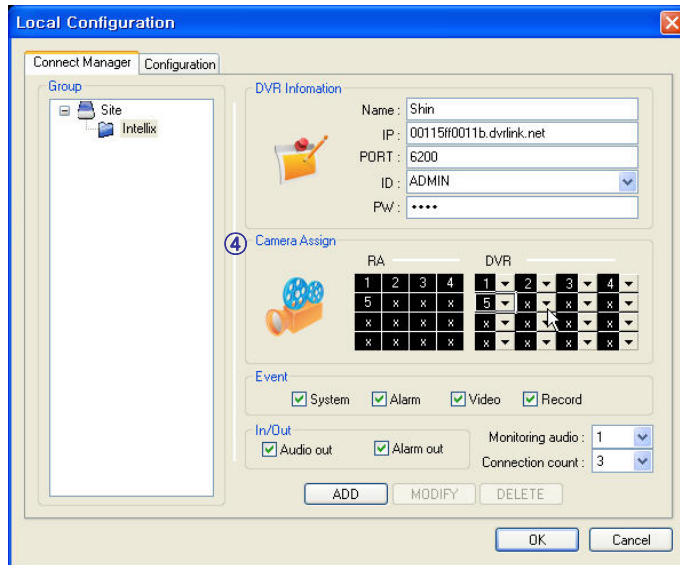 Local Configuration
Connect Manager Configuration
Group
Site
Intellix
DVR Infomation
Name : Shin
IP : 00115ff0011b.dvrlink.net
PORT : 6200
ID : ADMIN
PW : ••••
④ Camera Assign
RA DVR
1 2 3 4 1 2 3 4
5 x x x 5 x x x
x x x x x x x x
x x x x x x x x
Event
System Alarm Video Record
In/Out
Audio out Alarm out
Monitoring audio : 1
Connection count : 3
ADD MODIFY DELETE
OK Cancel